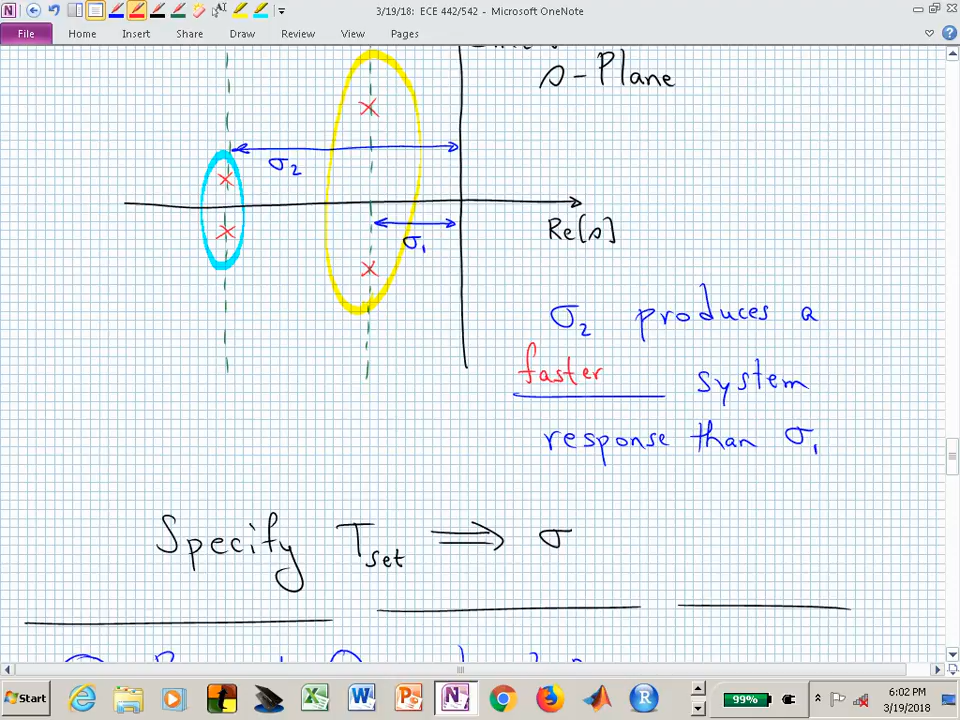 3/19/18: ECE 442/542 - Microsoft OneNote
File Home Insert Share Draw Review View Pages
s-Plane
σ2
Re[s]
σ1
σ2 produces a
faster system
response than σ1
Specify Tset ⟹ σ
Start
99%
6:02 PM
3/19/2018